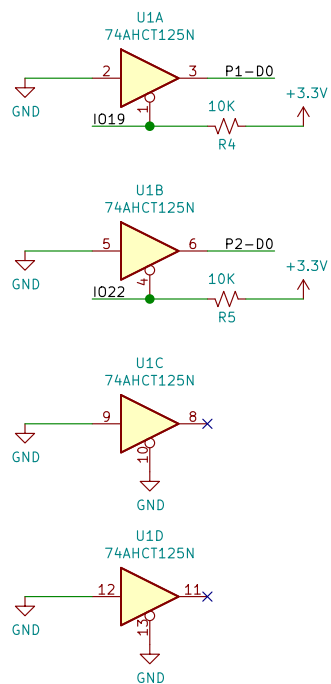 U1A
74AHCT125N
2
3
P1-D0
GND
1
IO19
10K
R4
+3.3V
U1B
74AHCT125N
5
6
P2-D0
GND
4
IO22
10K
R5
+3.3V
U1C
74AHCT125N
9
8
GND
10
GND
U1D
74AHCT125N
12
11
GND
13
GND